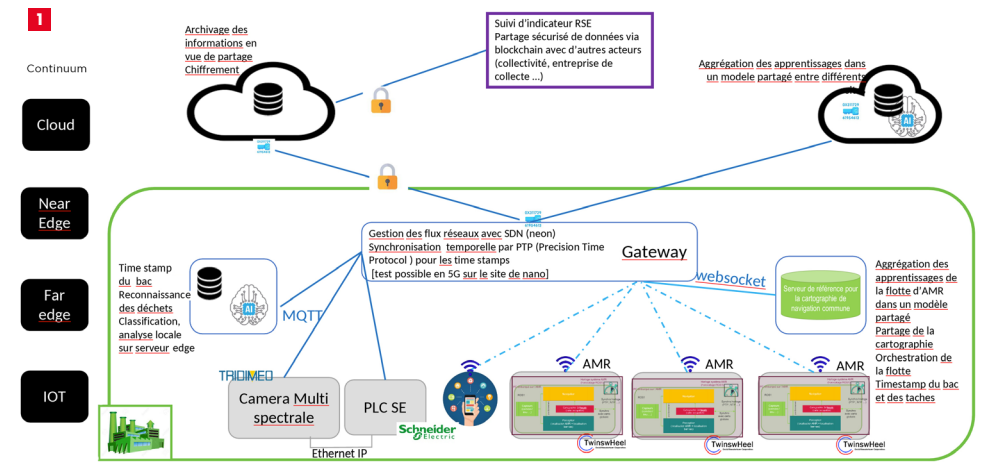 1
Continuum
Cloud
Near
Edge
Far
edge
IOT
Archivage des
informations en
vue de partage
Chiffrement
Suivi d'indicateur RSE
Partage sécurisé de données via
blockchain avec d'autres acteurs
(collectivité, entreprise de
collecte ...)
Aggrégation des apprentissages dans
un modele partagé entre différents
AI
Gestion des flux réseaux avec SDN (neon)
Synchronisation temporelle par PTP (Precision Time
Protocol ) pour les time stamps
[test possible en 5G sur le site de nano]
Gateway
websocket
Time stamp
du bac
Reconnaissance
des déchets
Classification,
analyse locale
sur serveur edge
AI
MQTT
Serveur de référence pour
la cartographie de
navigation commune
Aggrégation des
apprentissages de
la flotte d'AMR
dans un modèle
partagé
Partage de la
cartographie
Orchestration de
la flotte
Timestamp du bac
et des taches
TRIDIMEO
Camera Multi
spectrale
PLC SE
Schneider
Electric
Ethernet IP
AMR
AMR
AMR
TwinswHeel
TwinswHeel
TwinswHeel